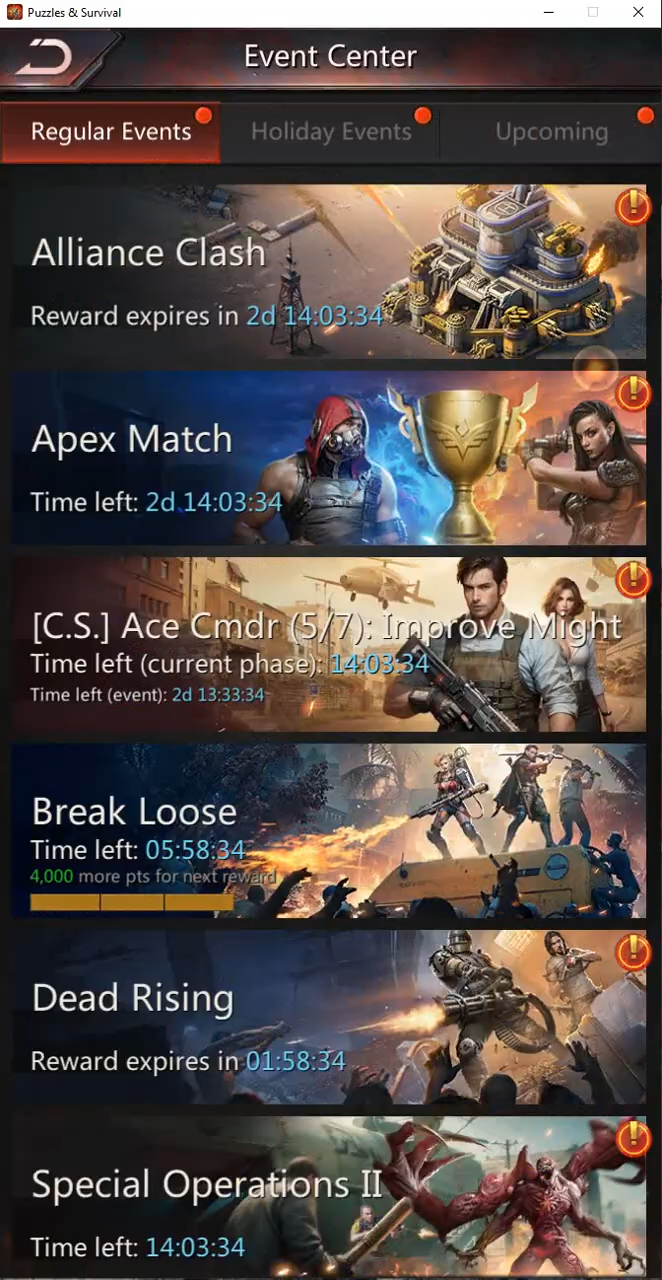 Puzzles & Survival
Event Center
Regular Events
Holiday Events
Upcoming
Alliance Clash
Reward expires in 2d 14:03:34
Apex Match
Time left: 2d 14:03:34
[C.S.] Ace Cmdr (5/7): Improve Might
Time left (current phase): 14:03:34
Time left (event): 2d 13:33:34
Break Loose
Time left: 05:58:34
4,000 more pts for next reward
Dead Rising
Reward expires in 01:58:34
Special Operations II
Time left: 14:03:34